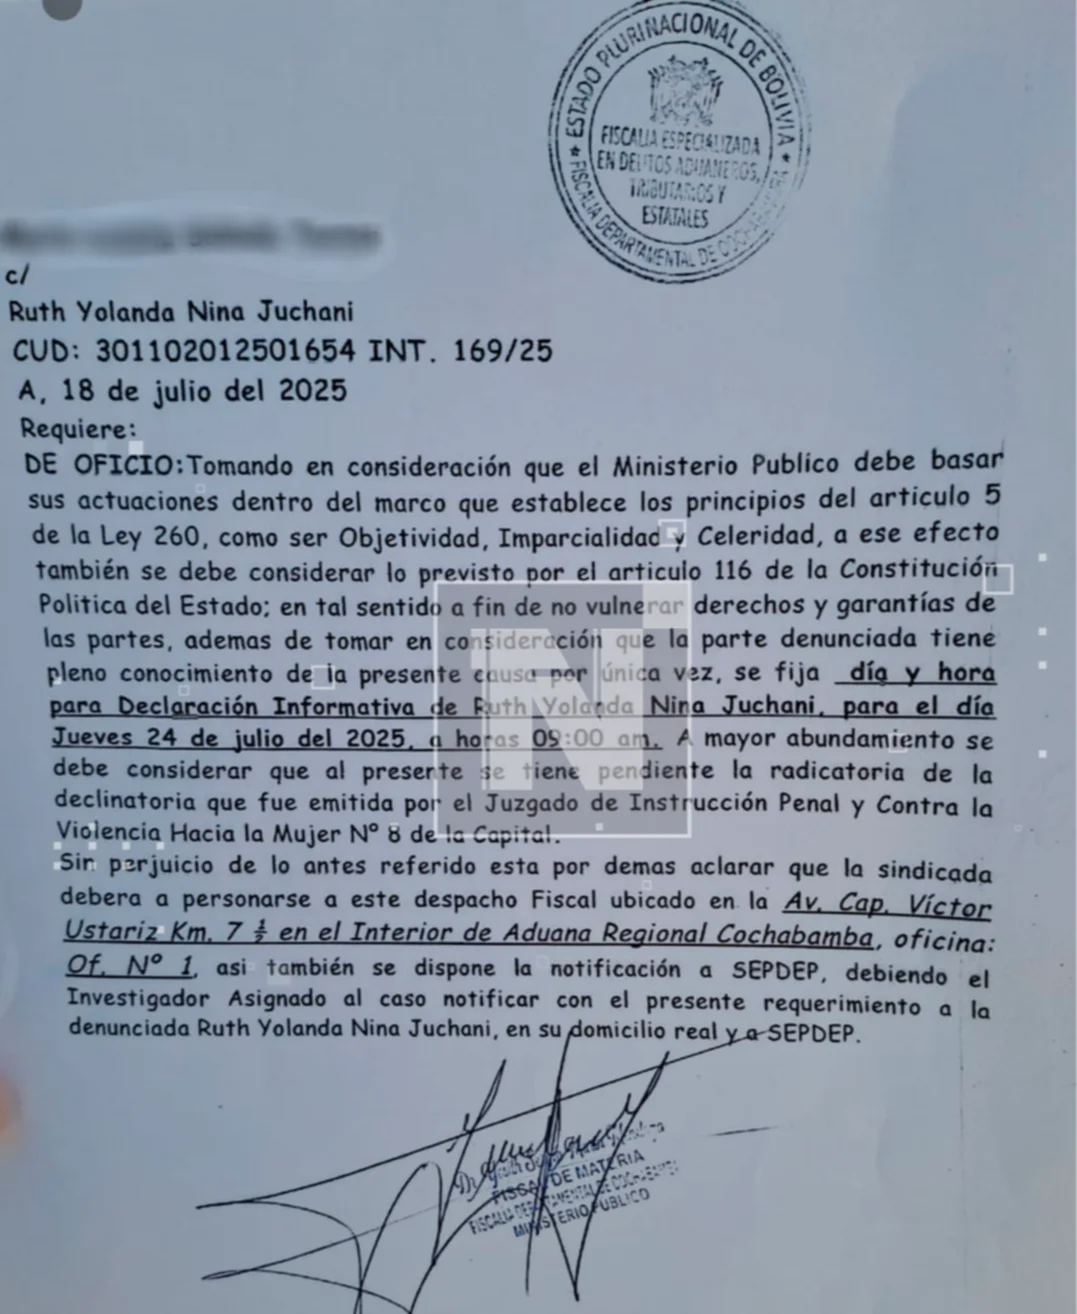 ESTADO PLURINACIONAL DE BOLIVIA
FISCALIA ESPECIALIZADA
EN DELITOS ADUANEROS,
TRIBUTARIOS Y
ESTATALES
FISCALIA DEPARTAMENTAL DE COCHABAMBA
c/
Ruth Yolanda Nina Juchani
CUD: 301102012501654 INT. 169/25
A, 18 de julio del 2025
Requiere:
DE OFICIO:Tomando en consideración que el Ministerio Publico debe basar
sus actuaciones dentro del marco que establece los principios del articulo 5
de la Ley 260, como ser Objetividad, Imparcialidad y Celeridad, a ese efecto
también se debe considerar lo previsto por el articulo 116 de la Constitución
Politica del Estado; en tal sentido a fin de no vulnerar derechos y garantías de
las partes, ademas de tomar en consideración que la parte denunciada tiene
pleno conocimiento de la presente causa por única vez, se fija día y hora
para Declaración Informativa de Ruth Yolanda Nina Juchani, para el día
Jueves 24 de julio del 2025, a horas 09:00 am. A mayor abundamiento se
debe considerar que al presente se tiene pendiente la radicatoria de la
declinatoria que fue emitida por el Juzgado de Instrucción Penal y Contra la
Violencia Hacia la Mujer Nº 8 de la Capital.
Sin perjuicio de lo antes referido esta por demas aclarar que la sindicada
debera a personarse a este despacho Fiscal ubicado en la Av. Cap. Víctor
Ustariz Km. 7 ½ en el Interior de Aduana Regional Cochabamba, oficina:
Of. Nº 1, asi también se dispone la notificación a SEPDEP, debiendo el
Investigador Asignado al caso notificar con el presente requerimiento a la
denunciada Ruth Yolanda Nina Juchani, en su domicilio real y a SEPDEP.
FISCAL DE MATERIA
FISCALIA DEPARTAMENTAL DE COCHABAMBA
MINISTERIO PUBLICO
N